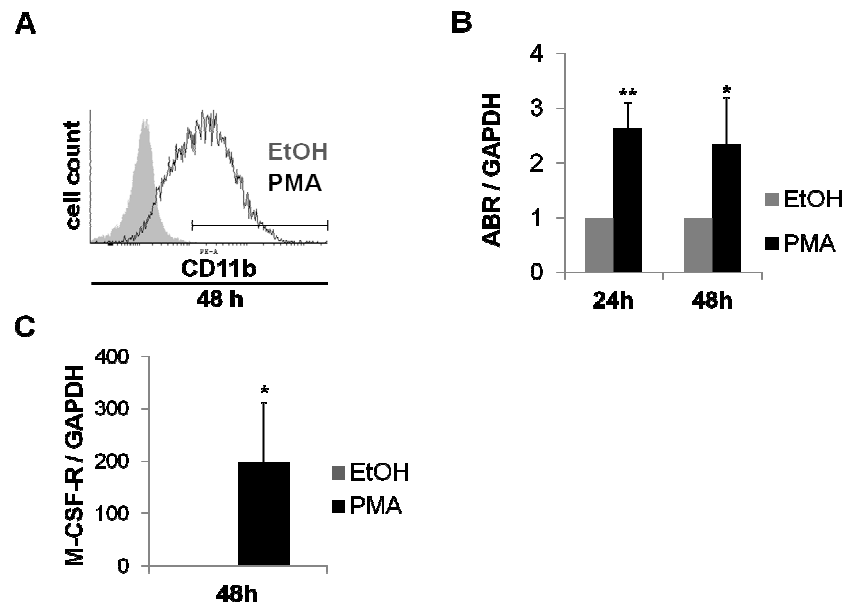 A
cell count
EtOH
PMA
PE-A
CD11b
48 h
B
ABR / GAPDH
4
3
2
1
0
**
*
24h
48h
EtOH
PMA
C
M-CSF-R / GAPDH
400
300
200
100
0
*
48h
EtOH
PMA